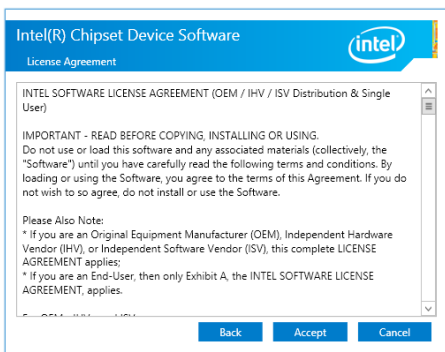 Intel(R) Chipset Device Software
intel
License Agreement
INTEL SOFTWARE LICENSE AGREEMENT (OEM / IHV / ISV Distribution & Single
User)
IMPORTANT - READ BEFORE COPYING, INSTALLING OR USING.
Do not use or load this software and any associated materials (collectively, the
"Software") until you have carefully read the following terms and conditions. By
loading or using the Software, you agree to the terms of this Agreement. If you do
not wish to so agree, do not install or use the Software.
Please Also Note:
* If you are an Original Equipment Manufacturer (OEM), Independent Hardware
Vendor (IHV), or Independent Software Vendor (ISV), this complete LICENSE
AGREEMENT applies;
* If you are an End-User, then only Exhibit A, the INTEL SOFTWARE LICENSE
AGREEMENT, applies.
Back Accept Cancel